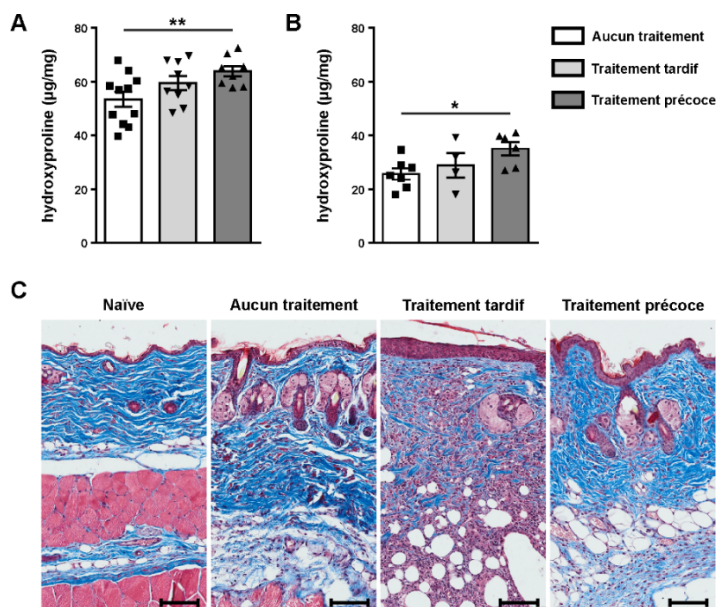 A
hydroxyproline (µg/mg)
80
60
40
20
0
**
B
hydroxyproline (µg/mg)
80
60
40
20
0
*
Aucun traitement
Traitement tardif
Traitement précoce
C
Naïve
Aucun traitement
Traitement tardif
Traitement précoce